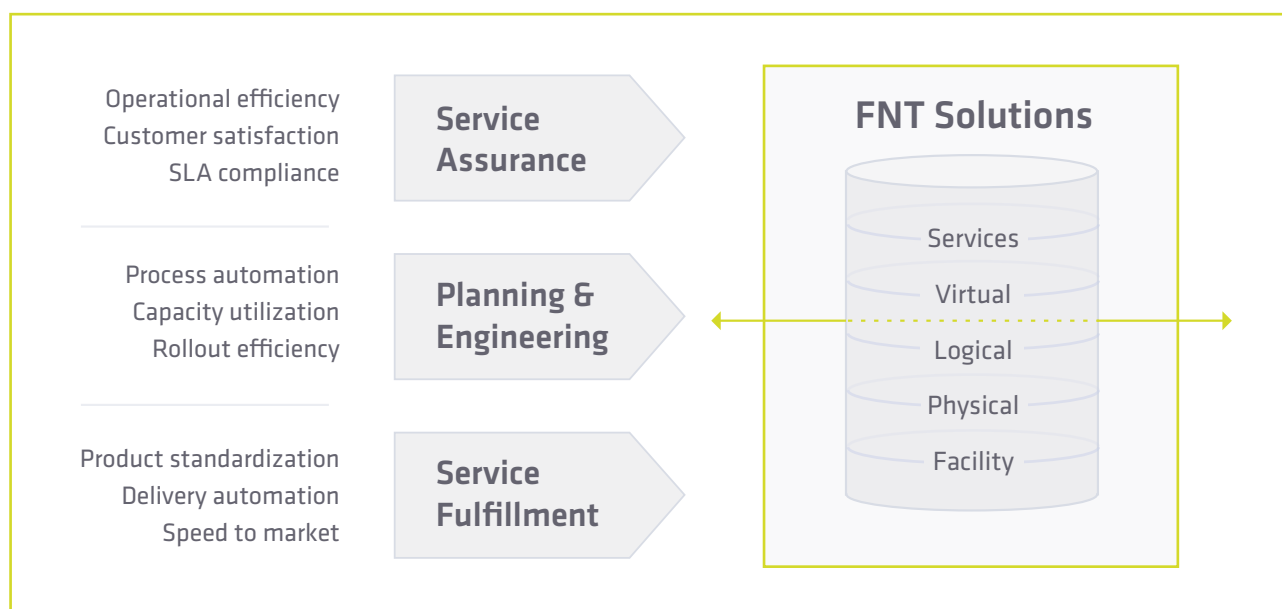 Operational efficiency
Customer satisfaction
SLA compliance
Service
Assurance
Process automation
Capacity utilization
Rollout efficiency
Planning &
Engineering
Product standardization
Delivery automation
Speed to market
Service
Fulfillment
FNT Solutions
Services
Virtual
Logical
Physical
Facility